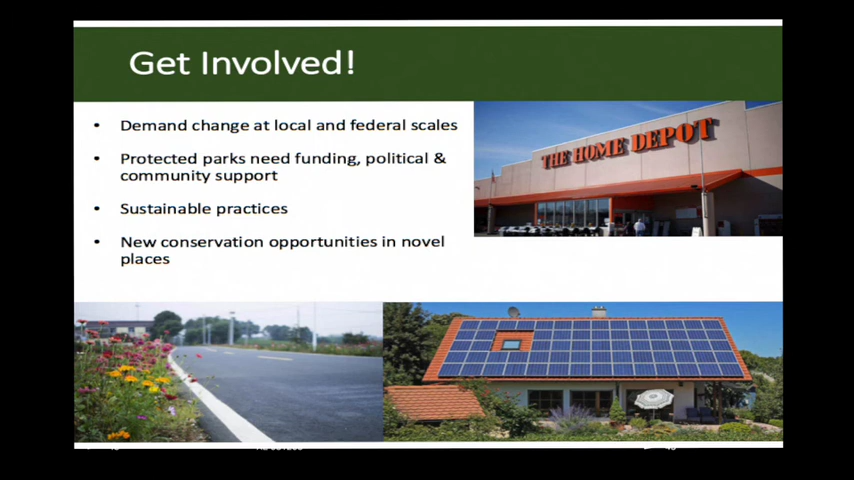 Get Involved!
• Demand change at local and federal scales
• Protected parks need funding, political &
community support
• Sustainable practices
• New conservation opportunities in novel
places
THE HOME DEPOT